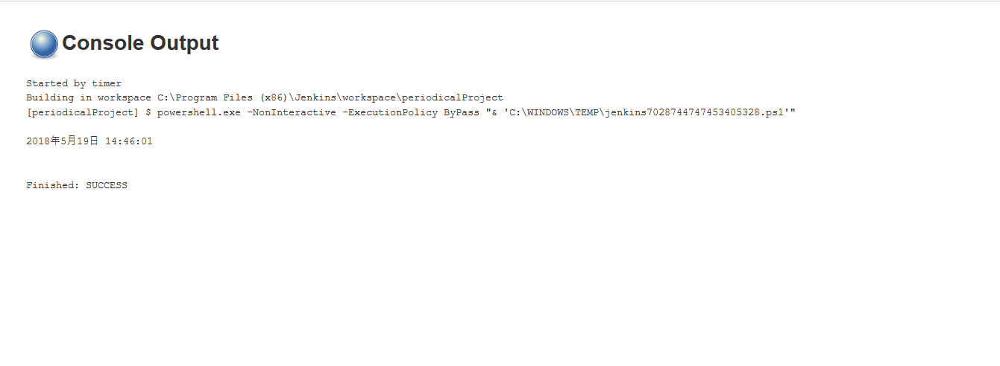 Console Output
Started by timer
Building in workspace C:\Program Files (x86)\Jenkins\workspace\periodicalProject
[periodicalProject] $ powershell.exe -NonInteractive -ExecutionPolicy ByPass "& 'C:\WINDOWS\TEMP\jenkins7028744747453405328.ps1'"
2018年5月19日 14:46:01
Finished: SUCCESS